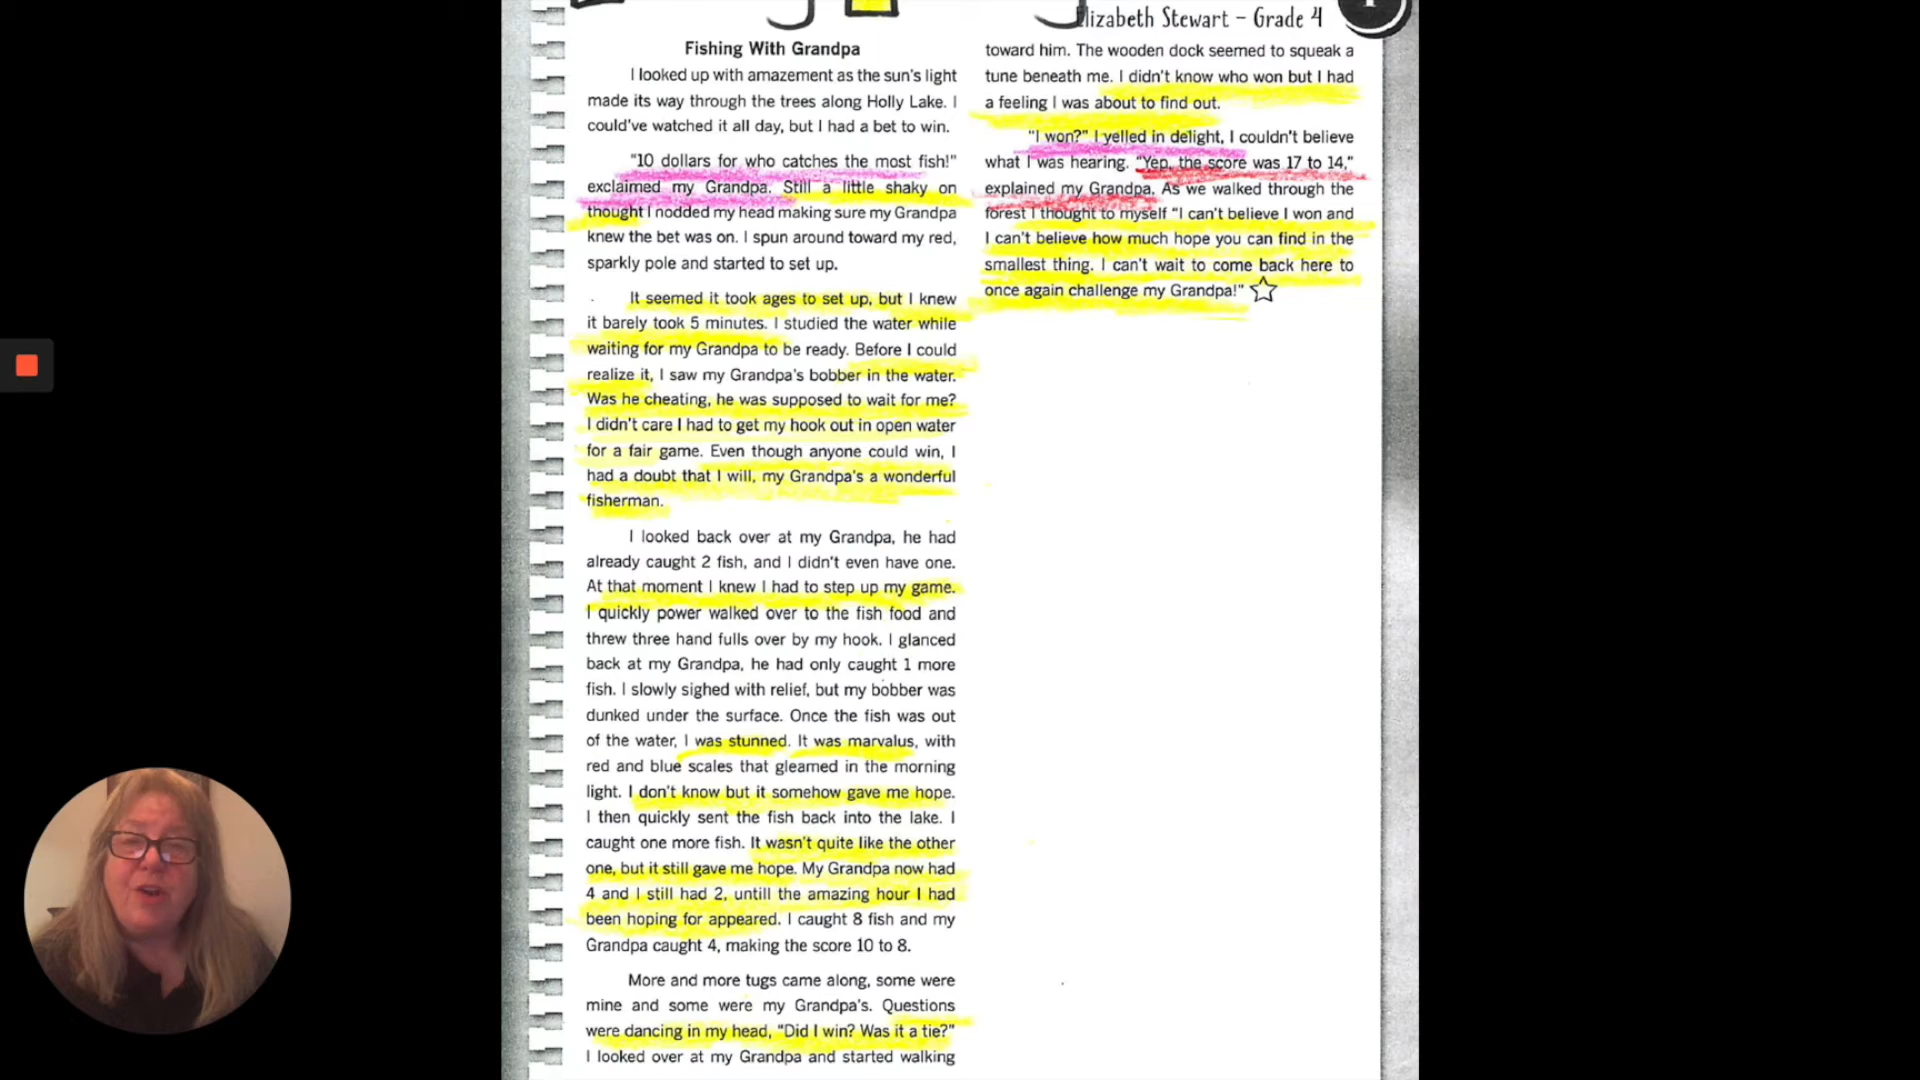 Elizabeth Stewart – Grade 4
Fishing With Grandpa
I looked up with amazement as the sun's light
made its way through the trees along Holly Lake. I
could've watched it all day, but I had a bet to win.
"10 dollars for who catches the most fish!"
exclaimed my Grandpa. Still a little shaky on
thought I nodded my head making sure my Grandpa
knew the bet was on. I spun around toward my red,
sparkly pole and started to set up.
It seemed it took ages to set up, but I knew
it barely took 5 minutes. I studied the water while
waiting for my Grandpa to be ready. Before I could
realize it, I saw my Grandpa's bobber in the water.
Was he cheating, he was supposed to wait for me?
I didn't care I had to get my hook out in open water
for a fair game. Even though anyone could win, I
had a doubt that I will, my Grandpa's a wonderful
fisherman.
I looked back over at my Grandpa, he had
already caught 2 fish, and I didn't even have one.
At that moment I knew I had to step up my game.
I quickly power walked over to the fish food and
threw three hand fulls over by my hook. I glanced
back at my Grandpa, he had only caught 1 more
fish. I slowly sighed with relief, but my bobber was
dunked under the surface. Once the fish was out
of the water, I was stunned. It was marvalus, with
red and blue scales that gleamed in the morning
light. I don't know but it somehow gave me hope.
I then quickly sent the fish back into the lake. I
caught one more fish. It wasn't quite like the other
one, but it still gave me hope. My Grandpa now had
4 and I still had 2, untill the amazing hour I had
been hoping for appeared. I caught 8 fish and my
Grandpa caught 4, making the score 10 to 8.
More and more tugs came along, some were
mine and some were my Grandpa's. Questions
were dancing in my head, "Did I win? Was it a tie?"
I looked over at my Grandpa and started walking
toward him. The wooden dock seemed to squeak a
tune beneath me. I didn't know who won but I had
a feeling I was about to find out.
"I won?" I yelled in delight, I couldn't believe
what I was hearing. "Yep, the score was 17 to 14,"
explained my Grandpa. As we walked through the
forest I thought to myself "I can't believe I won and
I can't believe how much hope you can find in the
smallest thing. I can't wait to come back here to
once again challenge my Grandpa!"